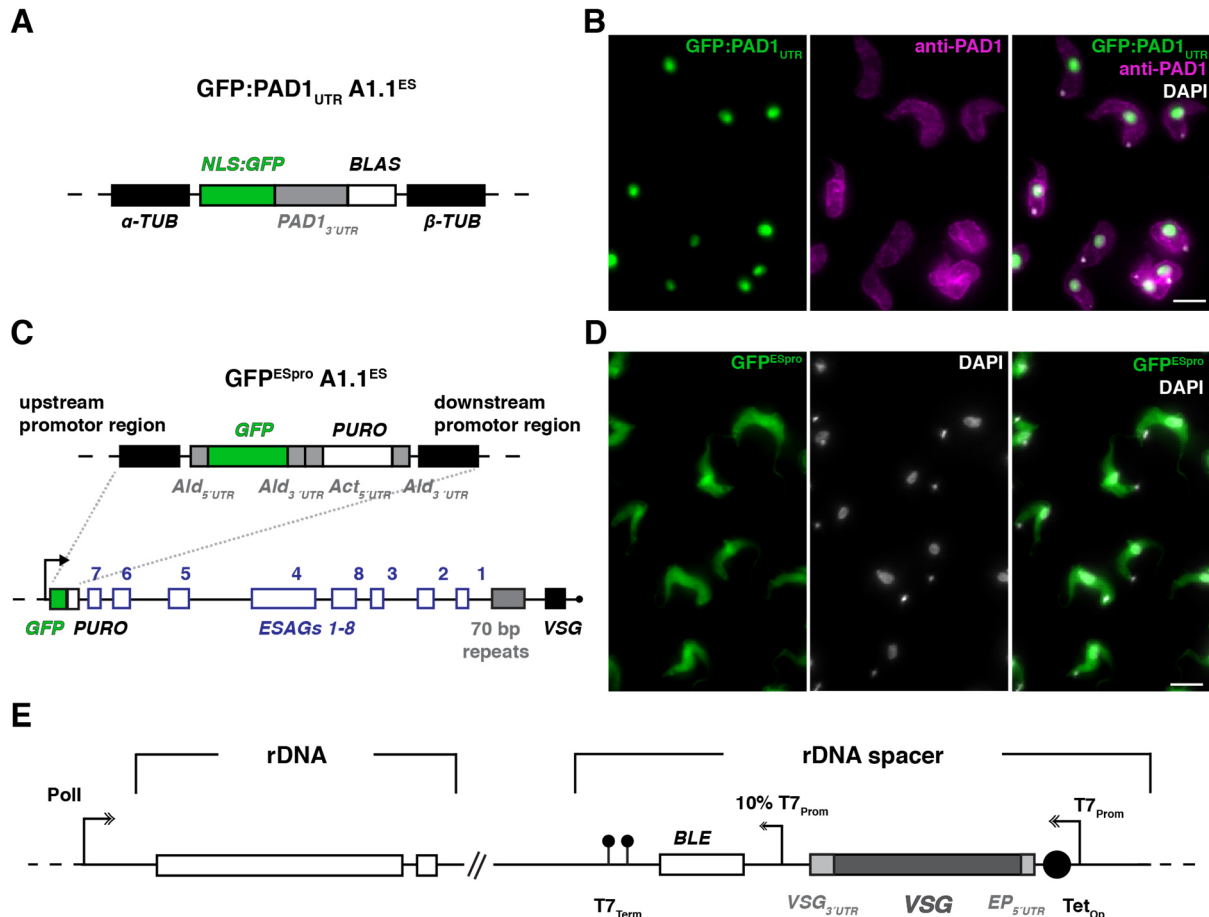 A
GFP:PAD1UTR A1.1ES
NLS:GFP BLAS
α-TUB PAD13´UTR β-TUB
B
GFP:PAD1UTR
anti-PAD1
GFP:PAD1UTR
anti-PAD1
DAPI
C
GFPESpro A1.1ES
upstream
promotor region
downstream
promotor region
GFP PURO
Ald5´UTR Ald3´UTR Act5´UTR Ald3´UTR
7 6 5 4 8 3 2 1
GFP PURO ESAGs 1-8 70 bp
repeats
VSG
D
GFPESpro
DAPI
GFPESpro
DAPI
E
rDNA
rDNA spacer
PolI
10% T7Prom
T7Prom
BLE
T7Term
VSG3´UTR VSG EP5´UTR TetOp